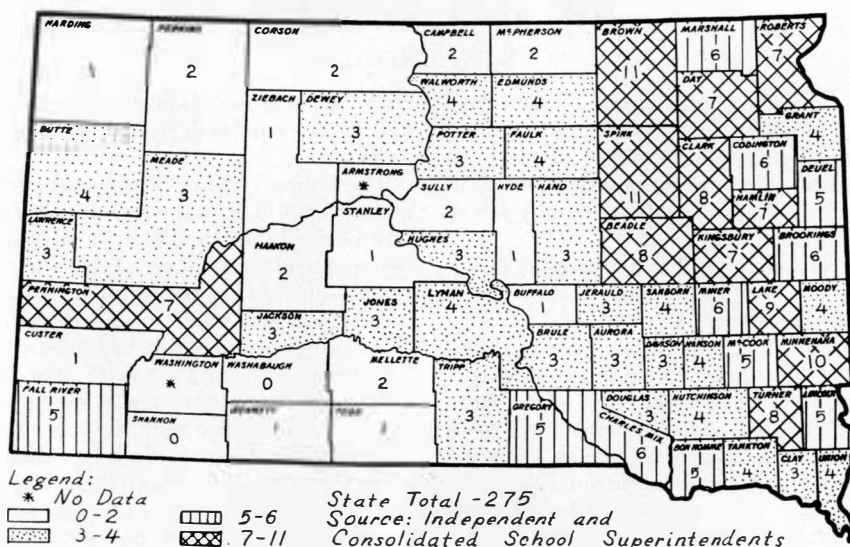 HARDING
1
PERKINS
2
CORSON
2
CAMPBELL
2
McPHERSON
2
BROWN
11
MARSHALL
6
ROBERTS
7
WALWORTH
4
EDMUNDS
4
DAY
7
GRANT
4
BUTTE
4
ZIEBACH
1
DEWEY
3
POTTER
3
FAULK
4
SPINK
11
CLARK
8
CODINGTON
6
DEUEL
5
HAMLIN
7
MEADE
3
ARMSTRONG
*
SULLY
2
HYDE
1
HAND
3
LAWRENCE
3
HAAKON
2
STANLEY
1
HUGHES
3
BEADLE
8
KINGSBURY
7
BROOKINGS
6
PENNINGTON
7
JACKSON
3
JONES
3
LYMAN
4
BUFFALO
1
JERAULD
3
SANBORN
4
MINER
6
LAKE
9
MOODY
4
CUSTER
1
WASHINGTON
*
WASHABAUGH
0
MELLETTE
2
TRIPP
3
BRULE
3
AURORA
3
DAVISON
3
HANSON
4
McCOOK
5
MINNEHAHA
10
FALL RIVER
5
SHANNON
0
BENNETT
1
TODD
1
GREGORY
5
CHARLES MIX
6
DOUGLAS
3
HUTCHINSON
4
TURNER
8
LINCOLN
5
BON HOMME
5
YANKTON
4
CLAY
3
UNION
4
Legend:
* No Data
0-2
3-4
5-6
7-11
State Total -275
Source: Independent and
Consolidated School Superintendents